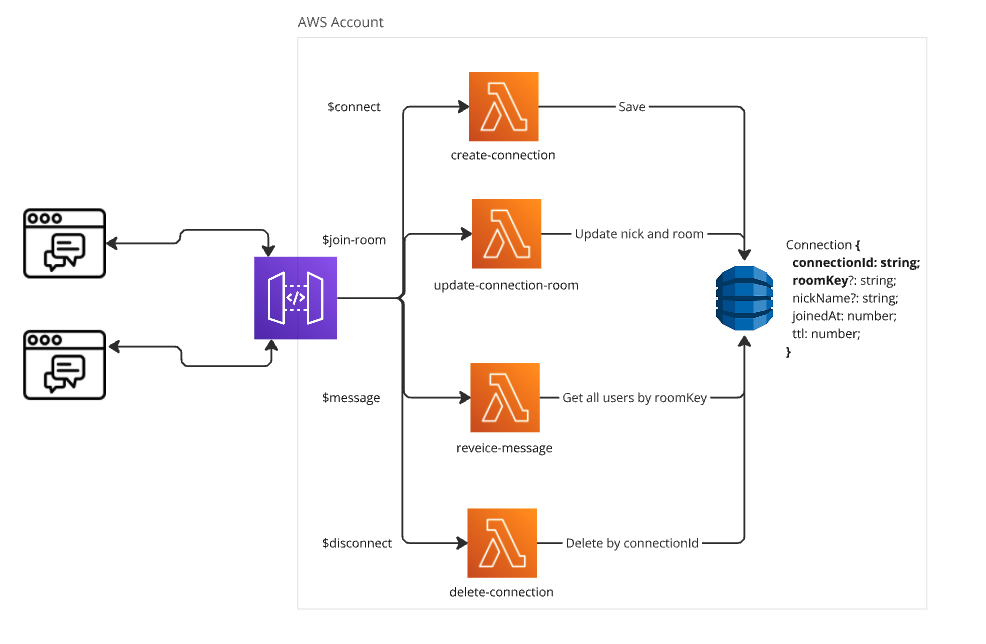 AWS Account
$connect
Save
create-connection
$join-room
Update nick and room
update-connection-room
</>
Connection {
connectionId: string;
roomKey?: string;
nickName?: string;
joinedAt: number;
ttl: number;
}
$message
Get all users by roomKey
reveice-message
$disconnect
Delete by connectionId
delete-connection